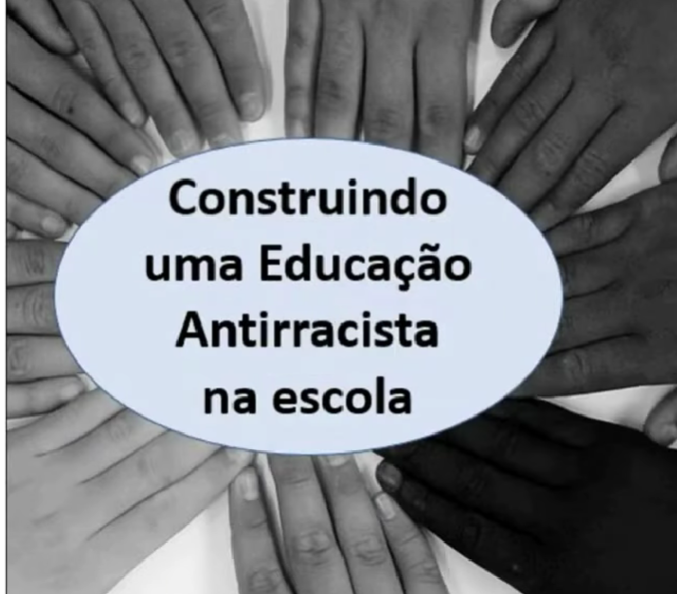 Construindo
uma Educação
Antirracista
na escola